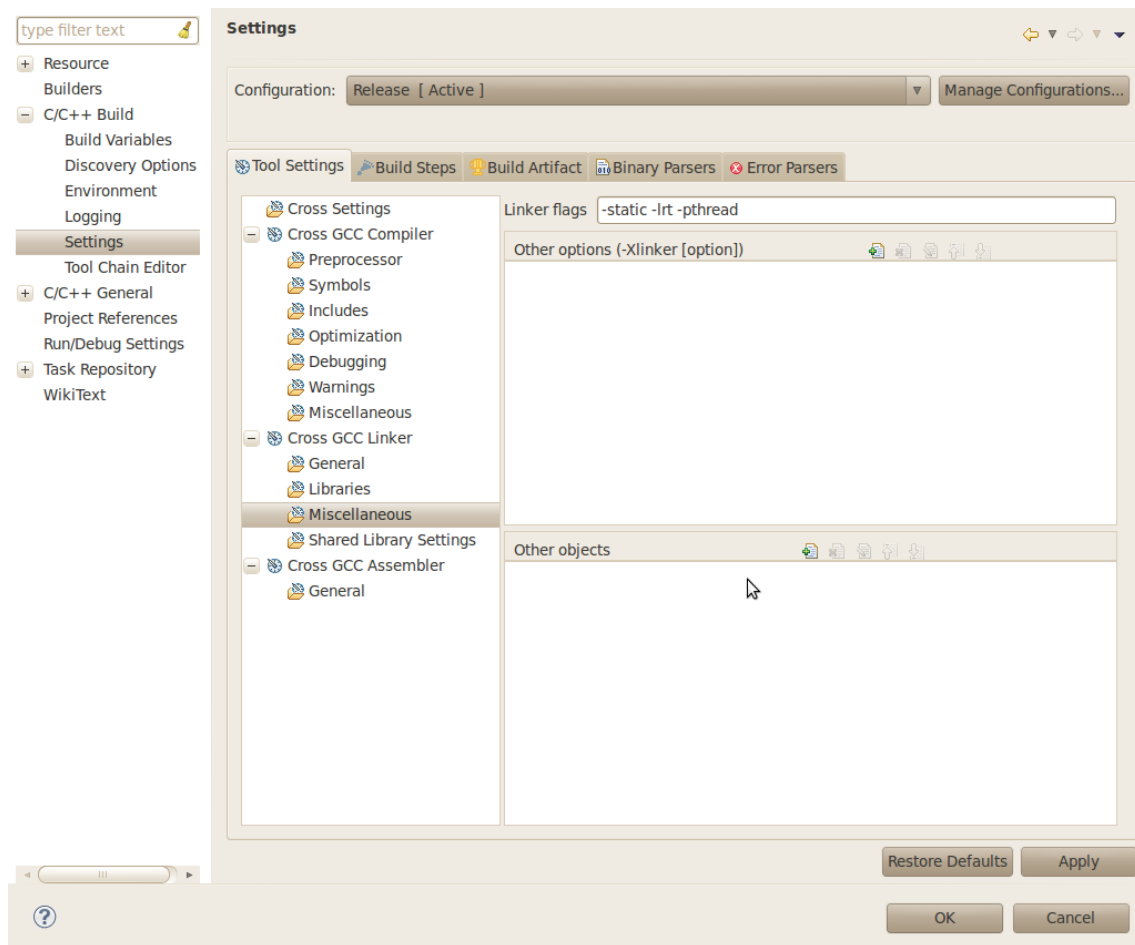 type filter text
Resource
Builders
C/C++ Build
Build Variables
Discovery Options
Environment
Logging
Settings
Tool Chain Editor
C/C++ General
Project References
Run/Debug Settings
Task Repository
WikiText
Settings
Configuration: Release [ Active ] Manage Configurations...
Tool Settings Build Steps Build Artifact Binary Parsers Error Parsers
Cross Settings
Cross GCC Compiler
Preprocessor
Symbols
Includes
Optimization
Debugging
Warnings
Miscellaneous
Cross GCC Linker
General
Libraries
Miscellaneous
Shared Library Settings
Cross GCC Assembler
General
Linker flags -static -lrt -pthread
Other options (-Xlinker [option])
Other objects
Restore Defaults Apply
OK Cancel